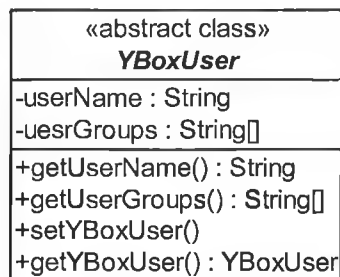 «abstract class»
YBoxUser
-userName : String
-uesrGroups : String[]
+getUserName() : String
+getUserGroups() : String[]
+setYBoxUser()
+getYBoxUser() : YBoxUser